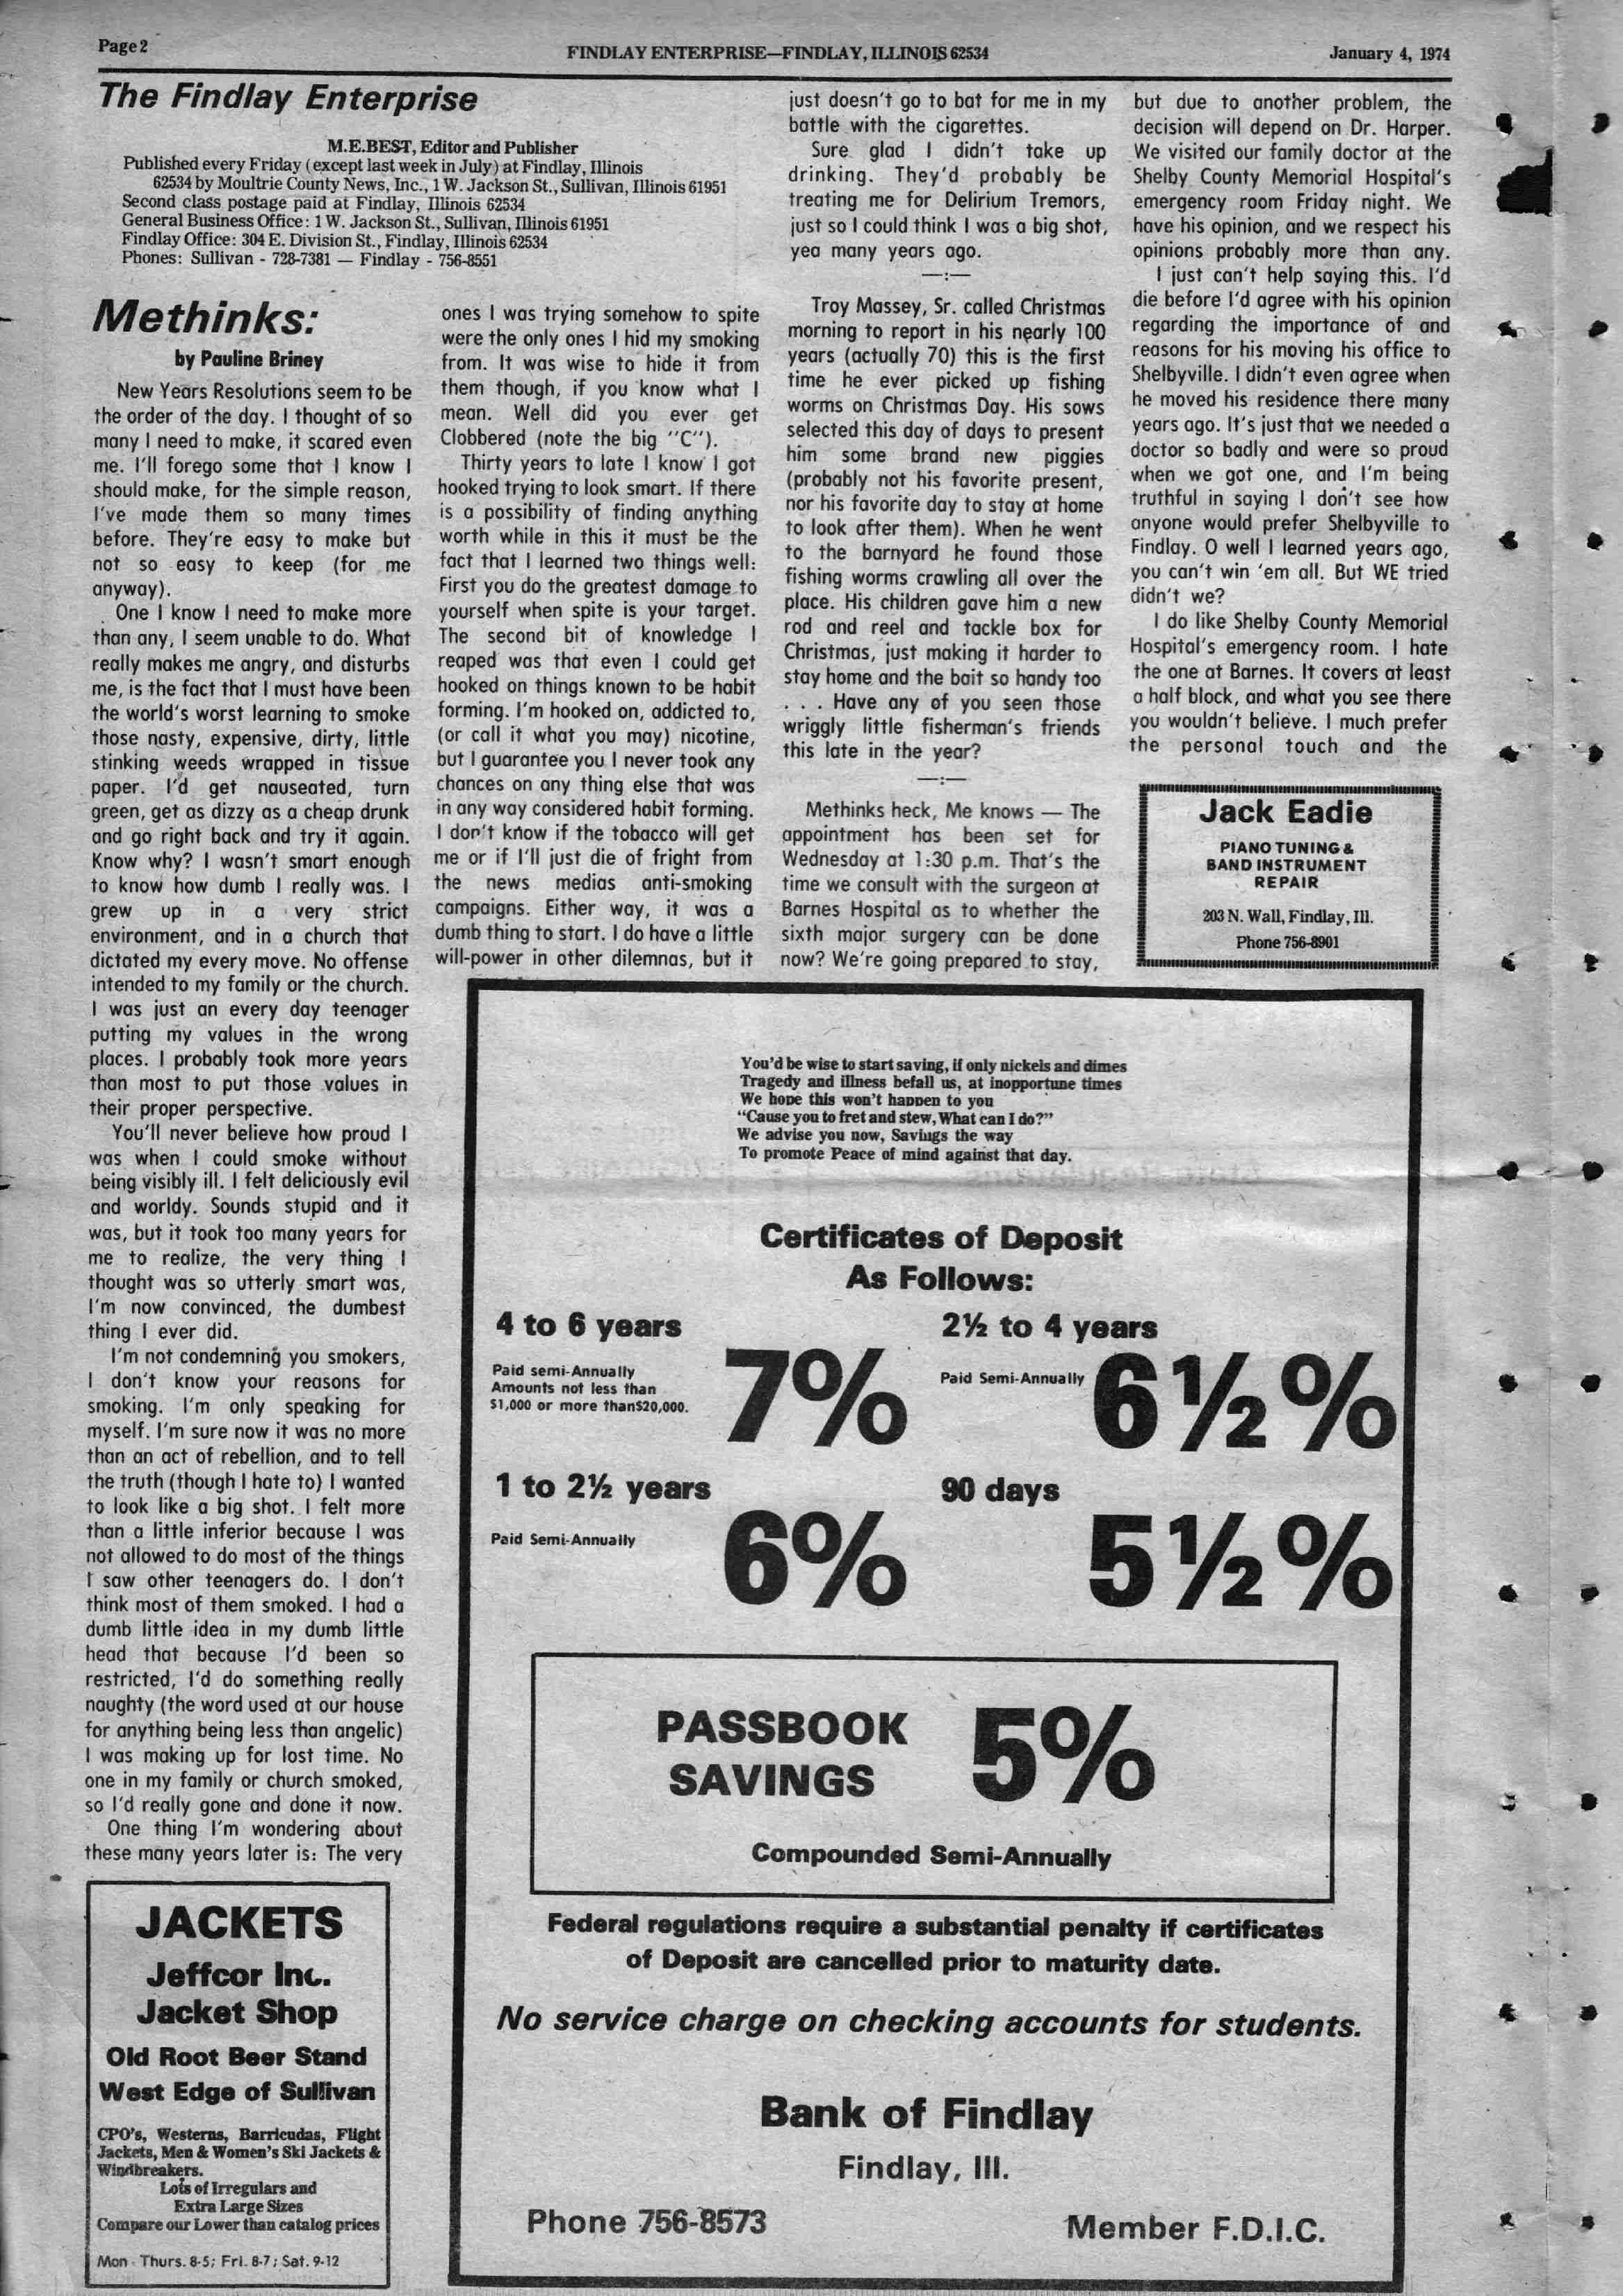 Page 2
FINDLAY ENTERPRISE—FINDLAY, ILLINOIS 62534
January 4, 1974
The Findlay Enterprise
M.E.BEST, Editor and Publisher
Published every Friday (except last week in July) at Findlay, Illinois
62534 by Moultrie County News, Inc., 1 W. Jackson St., Sullivan, Illinois 61951
Second class postage paid at Findlay, Illinois 62534
General Business Office: 1 W. Jackson St., Sullivan, Illinois 61951
Findlay Office: 304 E. Division St., Findlay, Illinois 62534
Phones: Sullivan - 728-7381 — Findlay - 756-8551
Methinks:
by Pauline Briney
New Years Resolutions seem to be
the order of the day. I thought of so
many I need to make, it scared even
me. I'll forego some that I know I
should make, for the simple reason,
I've made them so many times
before. They're easy to make but
not so easy to keep (for me
anyway).
One I know I need to make more
than any, I seem unable to do. What
really makes me angry, and disturbs
me, is the fact that I must have been
the world's worst learning to smoke
those nasty, expensive, dirty, little
stinking weeds wrapped in tissue
paper. I'd get nauseated, turn
green, get as dizzy as a cheap drunk
and go right back and try it again.
Know why? I wasn't smart enough
to know how dumb I really was. I
grew up in a very strict
environment, and in a church that
dictated my every move. No offense
intended to my family or the church.
I was just an every day teenager
putting my values in the wrong
places. I probably took more years
than most to put those values in
their proper perspective.
You'll never believe how proud I
was when I could smoke without
being visibly ill. I felt deliciously evil
and worldy. Sounds stupid and it
was, but it took too many years for
me to realize, the very thing I
thought was so utterly smart was,
I'm now convinced, the dumbest
thing I ever did.
I'm not condemning you smokers,
I don't know your reasons for
smoking. I'm only speaking for
myself. I'm sure now it was no more
than an act of rebellion, and to tell
the truth (though I hate to) I wanted
to look like a big shot. I felt more
than a little inferior because I was
not allowed to do most of the things
I saw other teenagers do. I don't
think most of them smoked. I had a
dumb little idea in my dumb little
head that because I'd been so
restricted, I'd do something really
naughty (the word used at our house
for anything being less than angelic)
I was making up for lost time. No
one in my family or church smoked,
so I'd really gone and done it now.
One thing I'm wondering about
these many years later is: The very
ones I was trying somehow to spite
were the only ones I hid my smoking
from. It was wise to hide it from
them though, if you know what I
mean. Well did you ever get
Clobbered (note the big "C").
Thirty years to late I know I got
hooked trying to look smart. If there
is a possibility of finding anything
worth while in this it must be the
fact that I learned two things well:
First you do the greatest damage to
yourself when spite is your target.
The second bit of knowledge I
reaped was that even I could get
hooked on things known to be habit
forming. I'm hooked on, addicted to,
(or call it what you may) nicotine,
but I guarantee you I never took any
chances on any thing else that was
in any way considered habit forming.
I don't know if the tobacco will get
me or if I'll just die of fright from
the news medias anti-smoking
campaigns. Either way, it was a
dumb thing to start. I do have a little
will-power in other dilemnas, but it
just doesn't go to bat for me in my
battle with the cigarettes.
Sure glad I didn't take up
drinking. They'd probably be
treating me for Delirium Tremors,
just so I could think I was a big shot,
yea many years ago.
—:—
Troy Massey, Sr. called Christmas
morning to report in his nearly 100
years (actually 70) this is the first
time he ever picked up fishing
worms on Christmas Day. His sows
selected this day of days to present
him some brand new piggies
(probably not his favorite present,
nor his favorite day to stay at home
to look after them). When he went
to the barnyard he found those
fishing worms crawling all over the
place. His children gave him a new
rod and reel and tackle box for
Christmas, just making it harder to
stay home and the bait so handy too
. . . Have any of you seen those
wriggly little fisherman's friends
this late in the year?
—:—
Methinks heck, Me knows — The
appointment has been set for
Wednesday at 1:30 p.m. That's the
time we consult with the surgeon at
Barnes Hospital as to whether the
sixth major surgery can be done
now? We're going prepared to stay,
but due to another problem, the
decision will depend on Dr. Harper.
We visited our family doctor at the
Shelby County Memorial Hospital's
emergency room Friday night. We
have his opinion, and we respect his
opinions probably more than any.
I just can't help saying this. I'd
die before I'd agree with his opinion
regarding the importance of and
reasons for his moving his office to
Shelbyville. I didn't even agree when
he moved his residence there many
years ago. It's just that we needed a
doctor so badly and were so proud
when we got one, and I'm being
truthful in saying I don't see how
anyone would prefer Shelbyville to
Findlay. O well I learned years ago,
you can't win 'em all. But WE tried
didn't we?
I do like Shelby County Memorial
Hospital's emergency room. I hate
the one at Barnes. It covers at least
a half block, and what you see there
you wouldn't believe. I much prefer
the personal touch and the
Jack Eadie
PIANO TUNING &
BAND INSTRUMENT
REPAIR
203 N. Wall, Findlay, Ill.
Phone 756-8901
You'd be wise to start saving, if only nickels and dimes
Tragedy and illness befall us, at inopportune times
We hope this won't happen to you
"Cause you to fret and stew, What can I do?"
We advise you now, Savings the way
To promote Peace of mind against that day.
Certificates of Deposit
As Follows:
4 to 6 years
Paid semi-Annually
Amounts not less than
$1,000 or more than$20,000.
7%
2½ to 4 years
Paid Semi-Annually
6½%
1 to 2½ years
Paid Semi-Annually
6%
90 days
5½%
PASSBOOK
SAVINGS
5%
Compounded Semi-Annually
Federal regulations require a substantial penalty if certificates
of Deposit are cancelled prior to maturity date.
No service charge on checking accounts for students.
Bank of Findlay
Findlay, Ill.
Phone 756-8573
Member F.D.I.C.
JACKETS
Jeffcor Inc.
Jacket Shop
Old Root Beer Stand
West Edge of Sullivan
CPO's, Westerns, Barricudas, Flight
Jackets, Men & Women's Ski Jackets &
Windbreakers.
Lots of Irregulars and
Extra Large Sizes
Compare our Lower than catalog prices
Mon - Thurs. 8-5; Fri. 8-7; Sat. 9-12